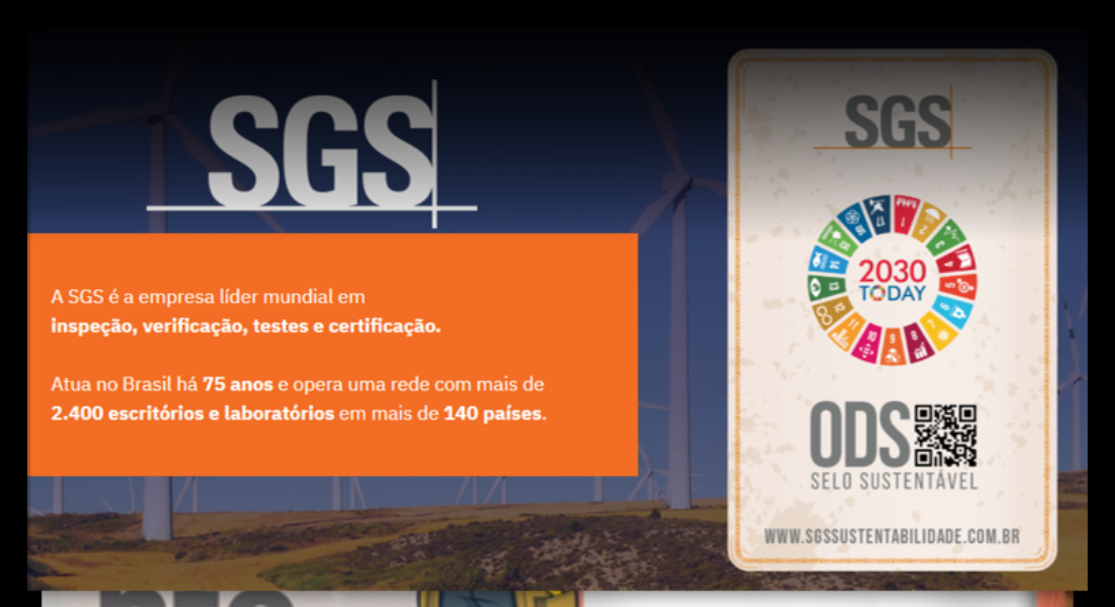 SGS
A SGS é a empresa líder mundial em
inspeção, verificação, testes e certificação.
Atua no Brasil há 75 anos e opera uma rede com mais de
2.400 escritórios e laboratórios em mais de 140 países.
SGS
2030
TODAY
ODS
SELO SUSTENTÁVEL
WWW.SGSSUSTENTABILIDADE.COM.BR